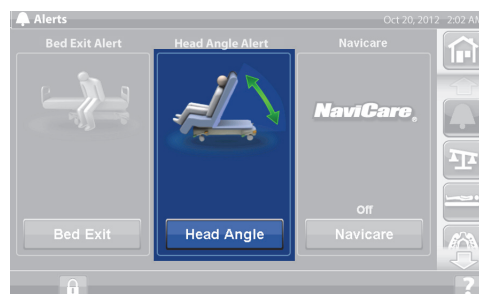 Alerts
Oct 20, 2012 2:02 AM
Bed Exit Alert
Head Angle Alert
Navicare
NaviCare®
Off
Bed Exit
Head Angle
Navicare
?